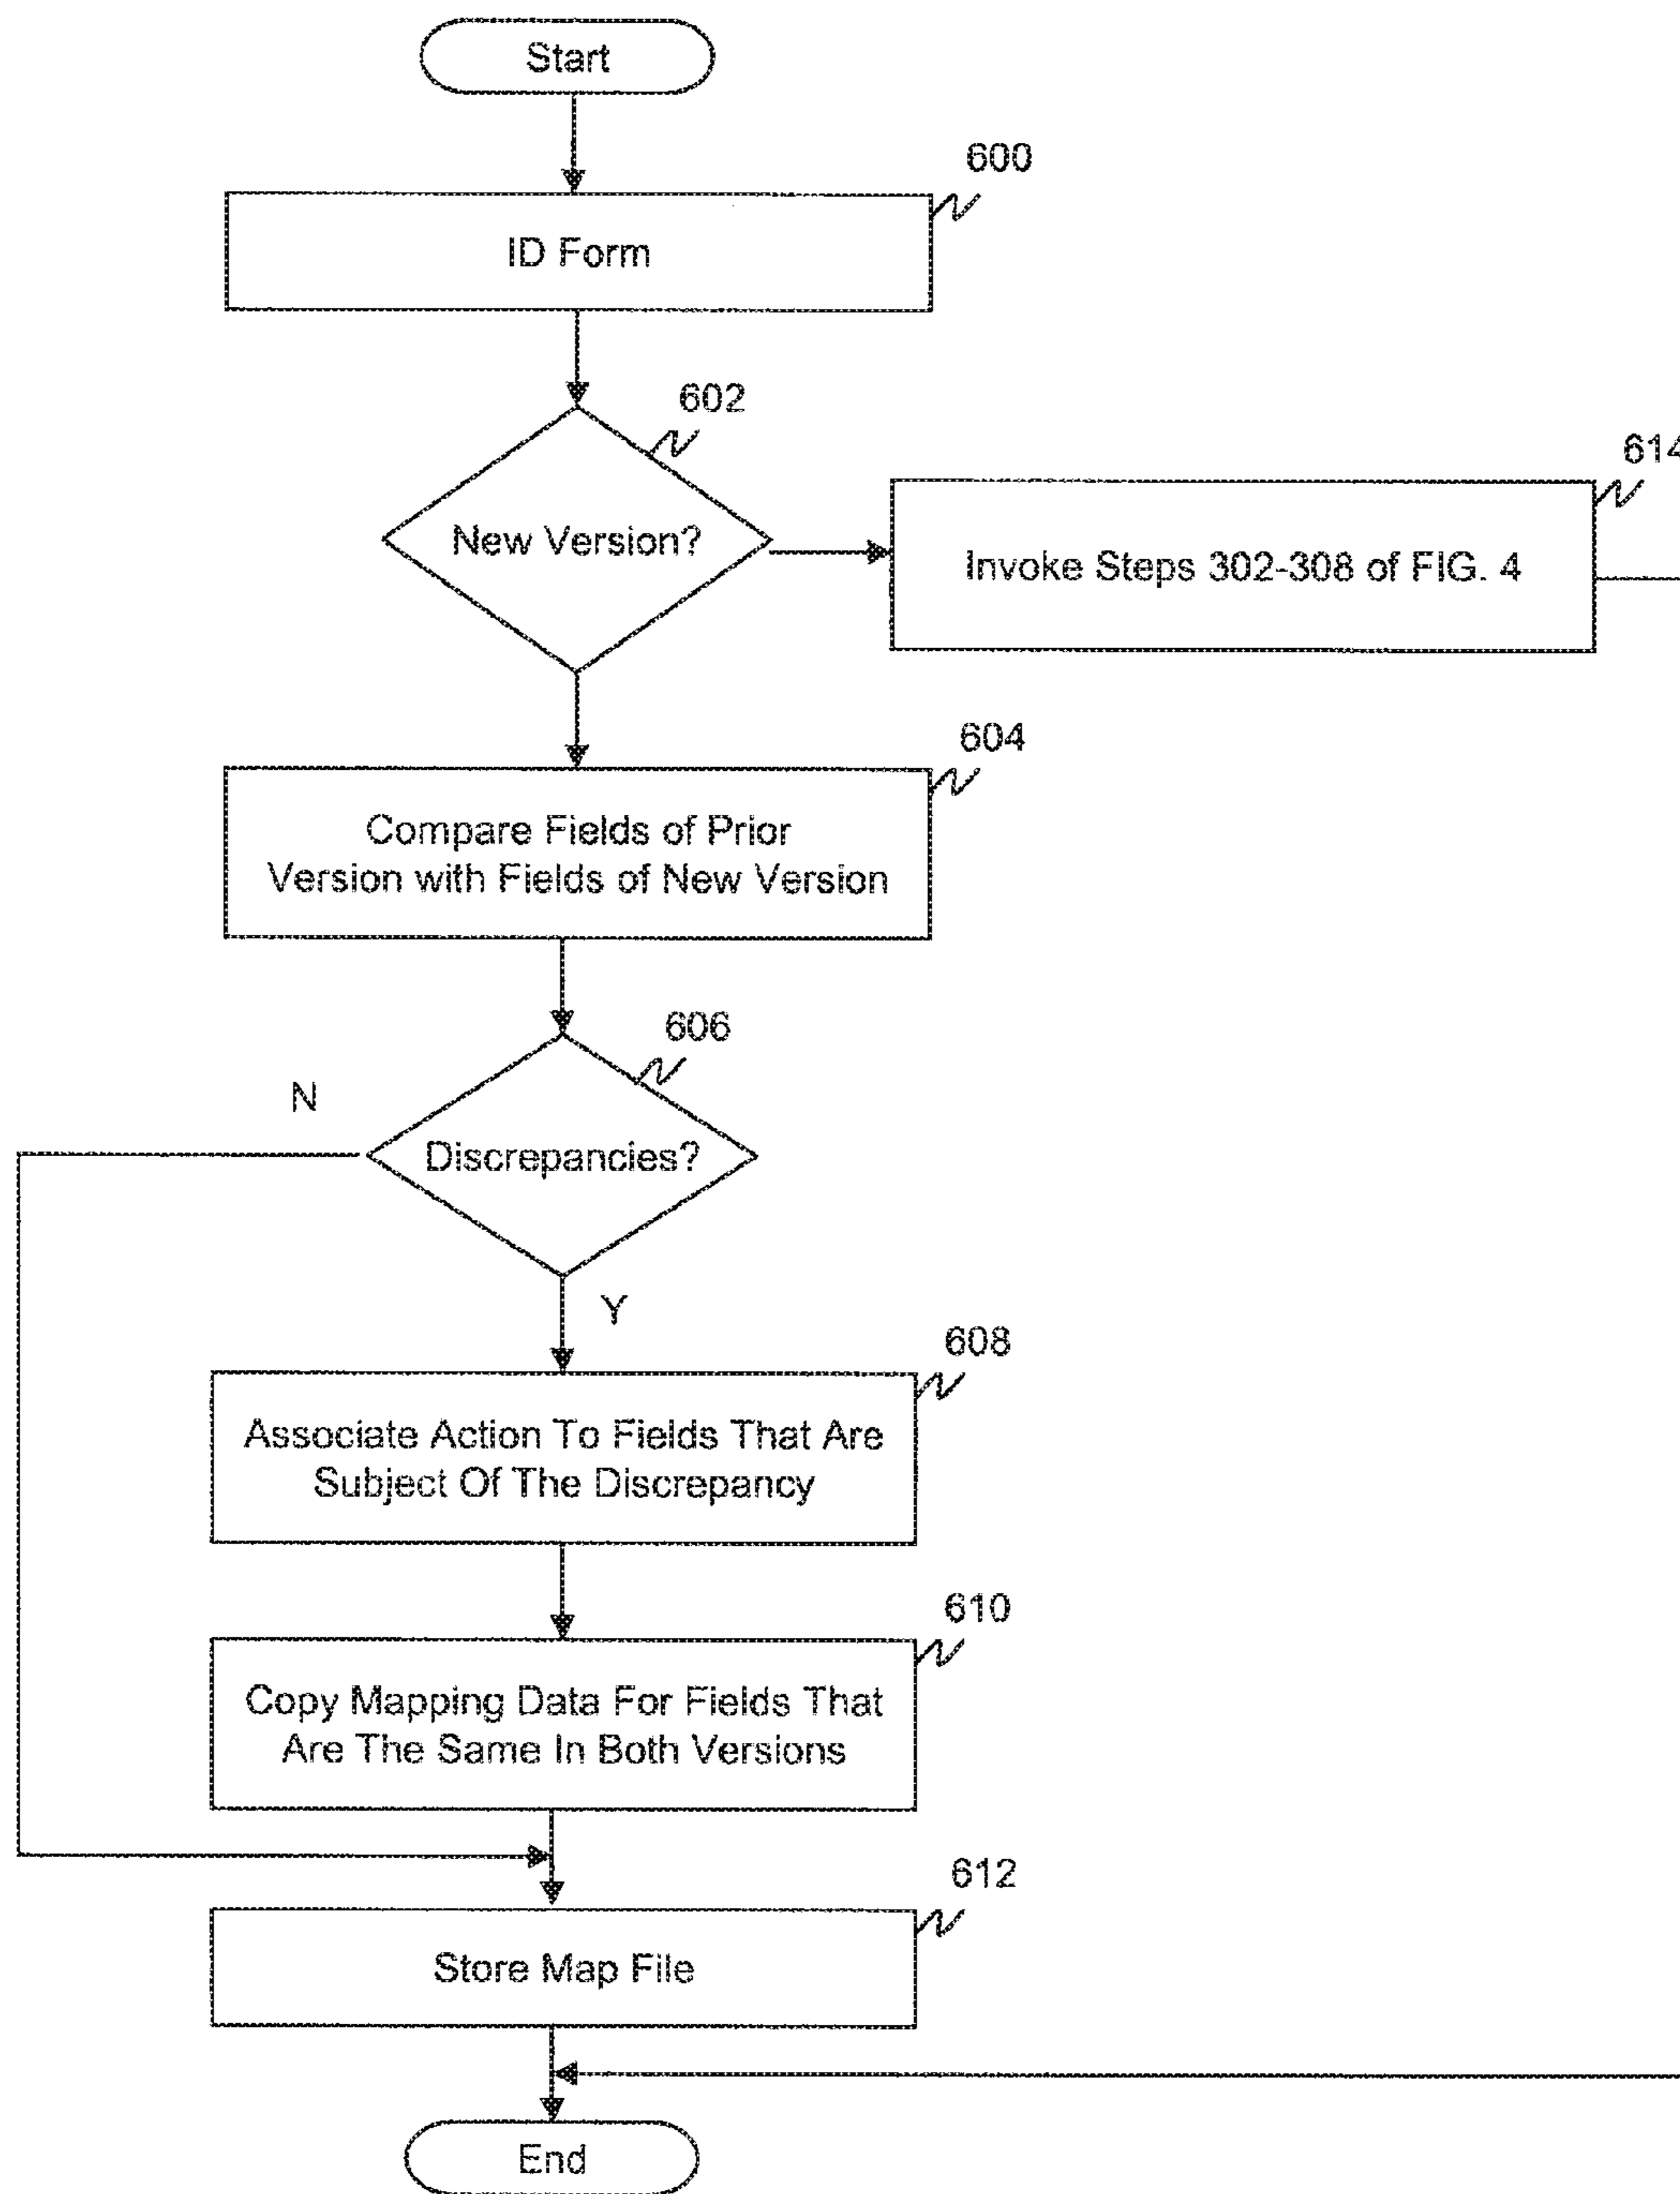 Start
600
ID Form
602
New Version?
614
Invoke Steps 302-308 of FIG. 4
604
Compare Fields of Prior
Version with Fields of New Version
606
N
Discrepancies?
Y
608
Associate Action To Fields That Are
Subject Of The Discrepancy
610
Copy Mapping Data For Fields That
Are The Same In Both Versions
612
Store Map File
End